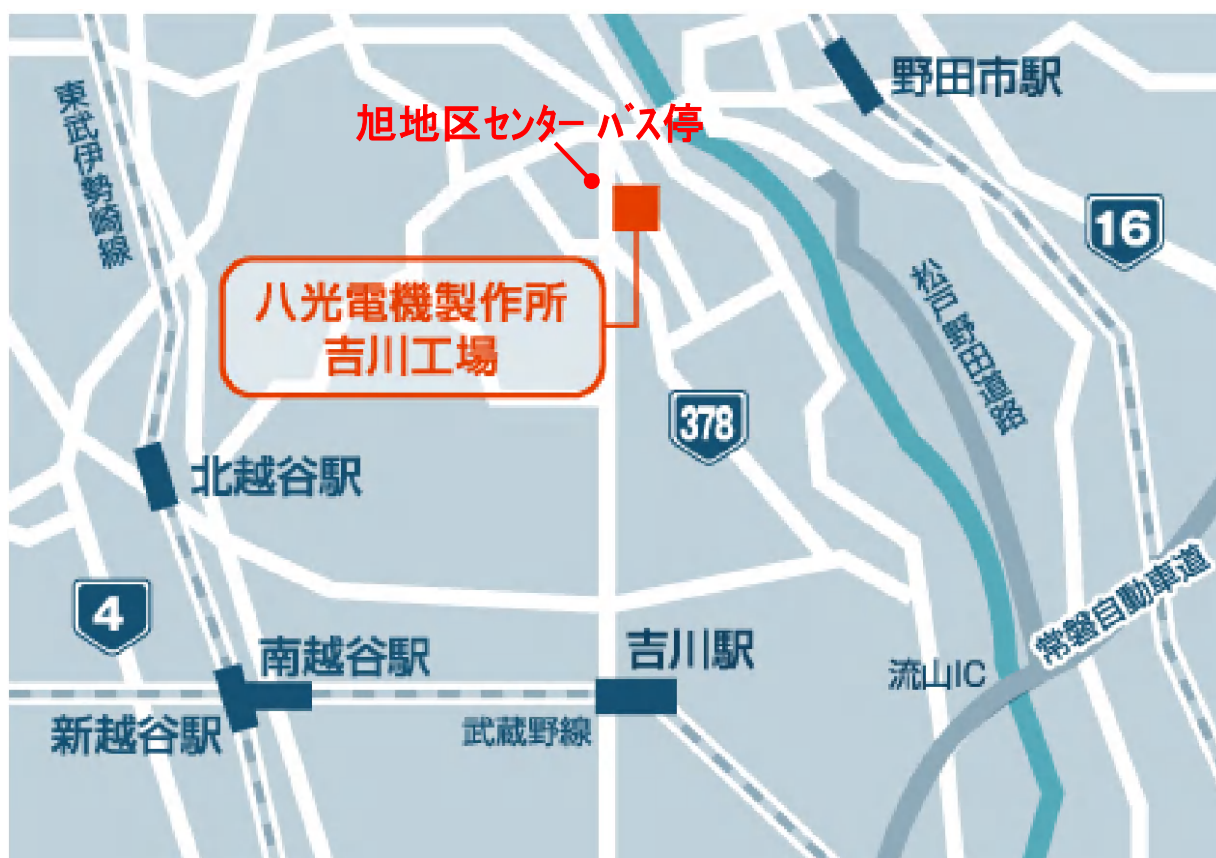 野田市駅
旭地区センター バス停
東武伊勢崎線
16
八光電機製作所
吉川工場
松戸野田道路
378
北越谷駅
4
南越谷駅
吉川駅
常磐自動車道
流山IC
新越谷駅
武蔵野線